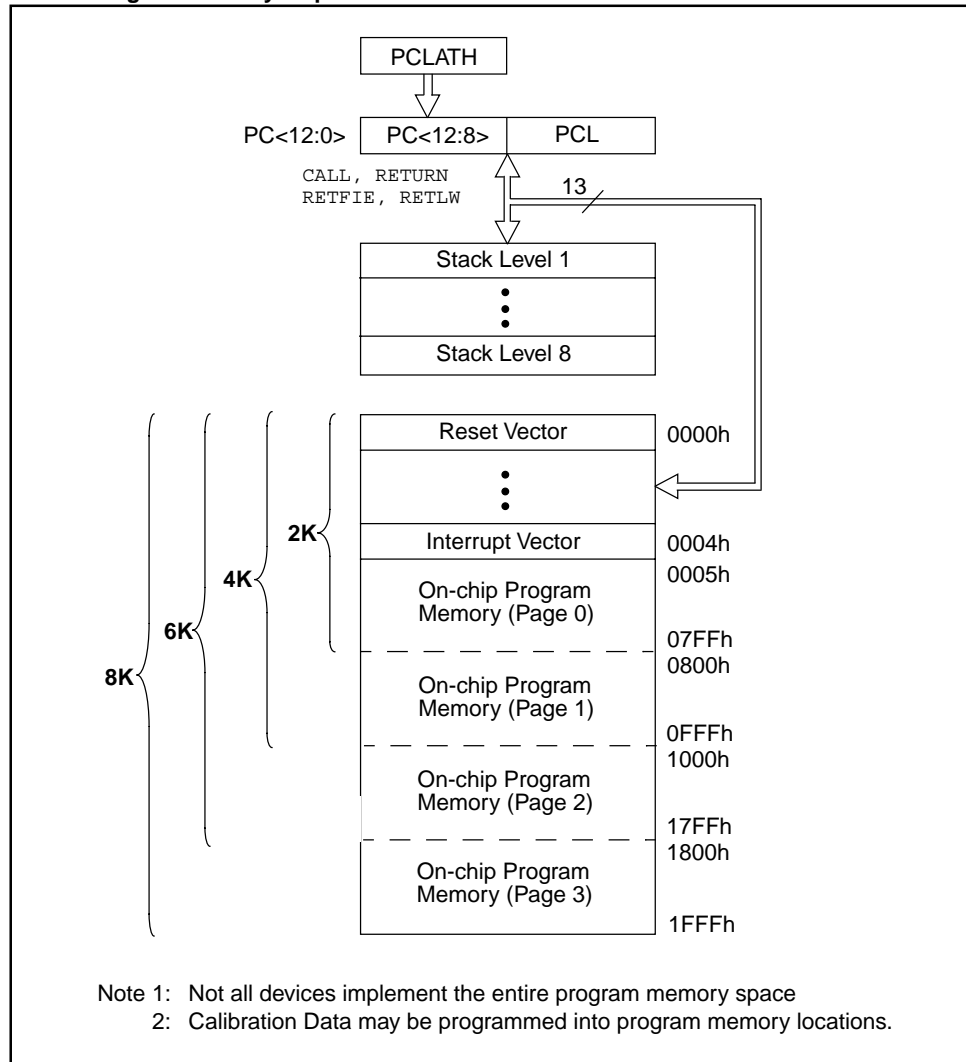 PCLATH
PC<12:0>
PC<12:8>
PCL
CALL, RETURN
RETFIE, RETLW
13
Stack Level 1
Stack Level 8
Reset Vector
0000h
2K
Interrupt Vector
0004h
0005h
4K
On-chip Program
Memory (Page 0)
07FFh
6K
0800h
8K
On-chip Program
Memory (Page 1)
0FFFh
1000h
On-chip Program
Memory (Page 2)
17FFh
1800h
On-chip Program
Memory (Page 3)
1FFFh
Note 1: Not all devices implement the entire program memory space
2: Calibration Data may be programmed into program memory locations.